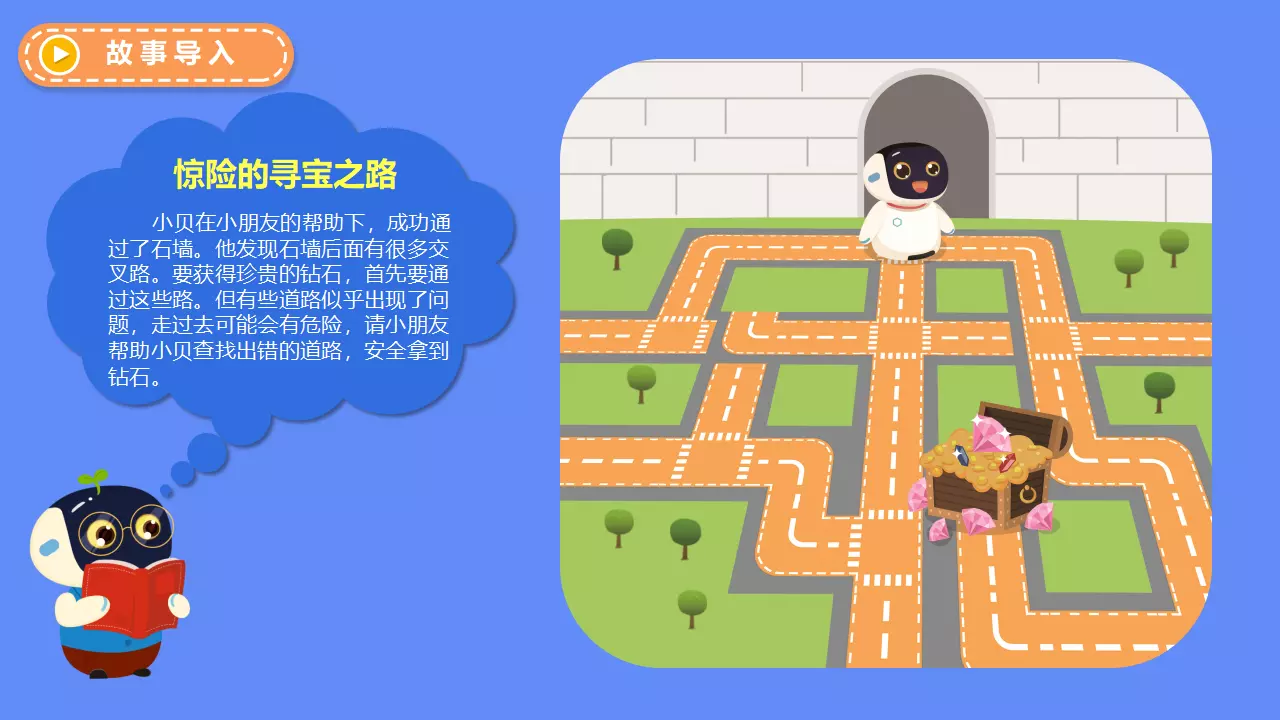 故事导入
惊险的寻宝之路
小贝在小朋友的帮助下，成功通
过了石墙。他发现石墙后面有很多交
叉路。要获得珍贵的钻石，首先要通
过这些路。但有些道路似乎出现了问
题，走过去可能会有危险，请小朋友
帮助小贝查找出错的道路，安全拿到
钻石。